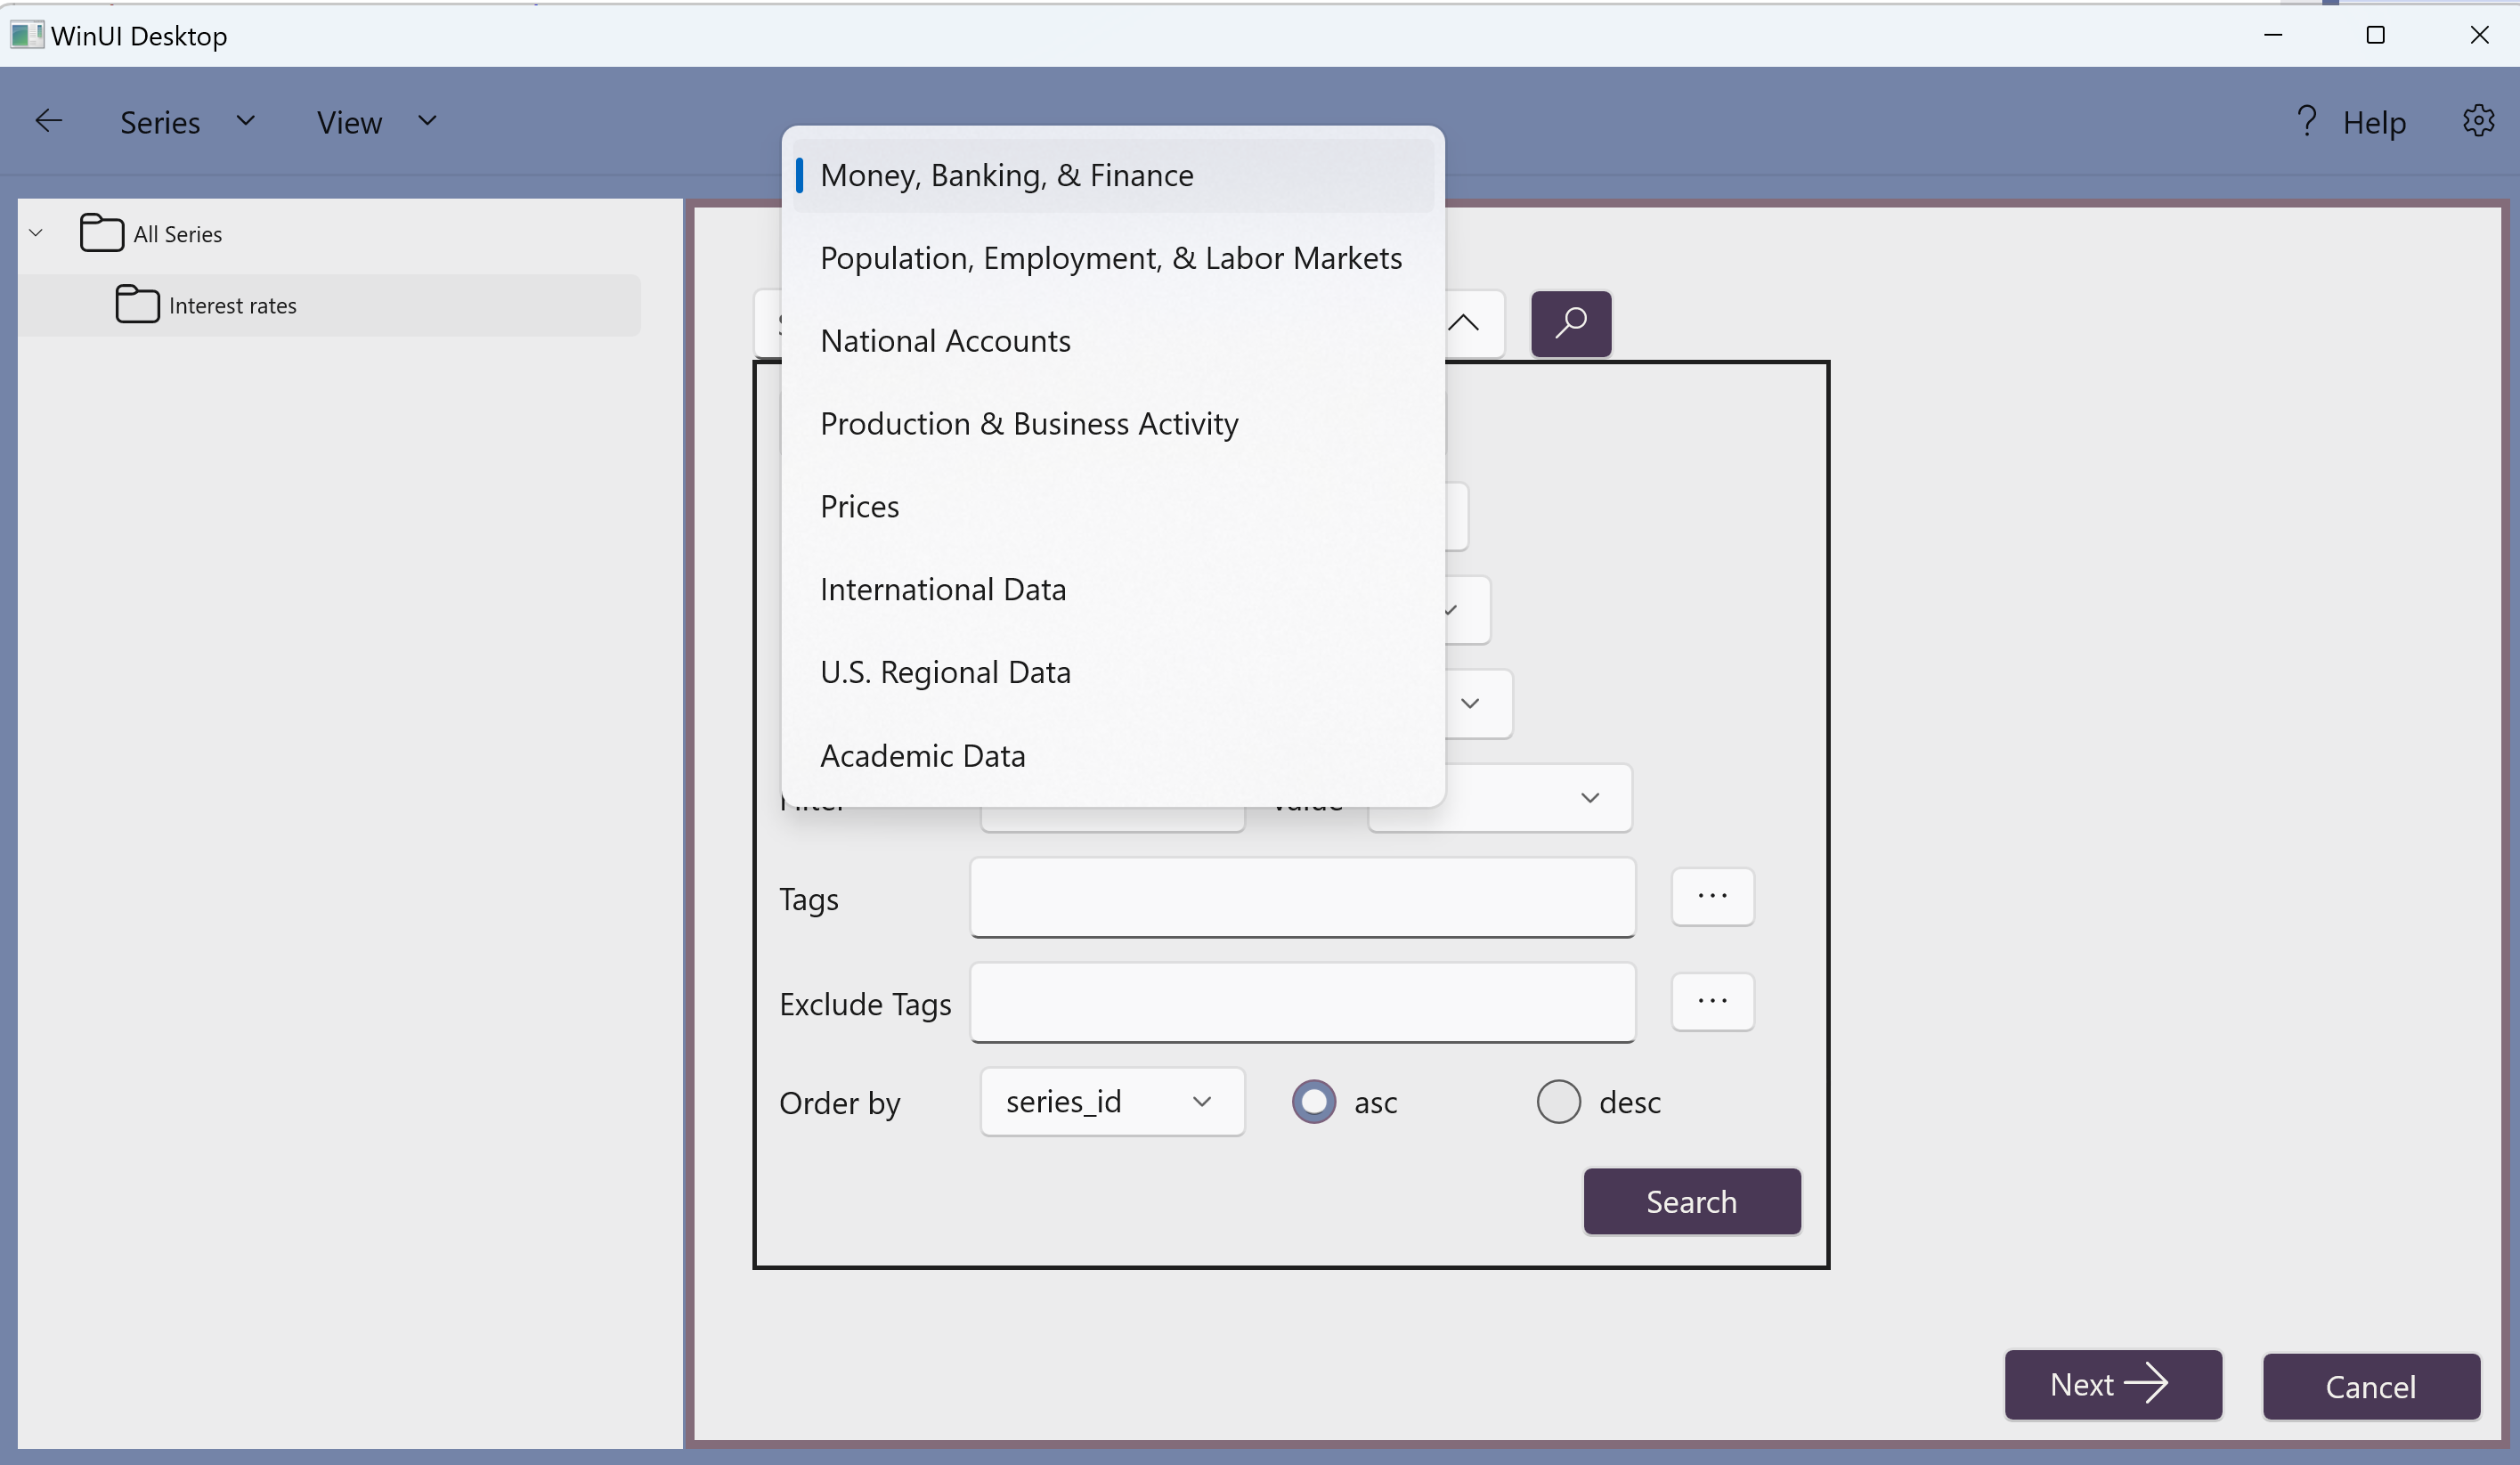 WinUI Desktop
Series
View
Help
All Series
Interest rates
Money, Banking, & Finance
Population, Employment, & Labor Markets
National Accounts
Production & Business Activity
Prices
International Data
U.S. Regional Data
Academic Data
Filter
Value
Tags
Exclude Tags
Order by
series_id
asc
desc
Search
Next
Cancel